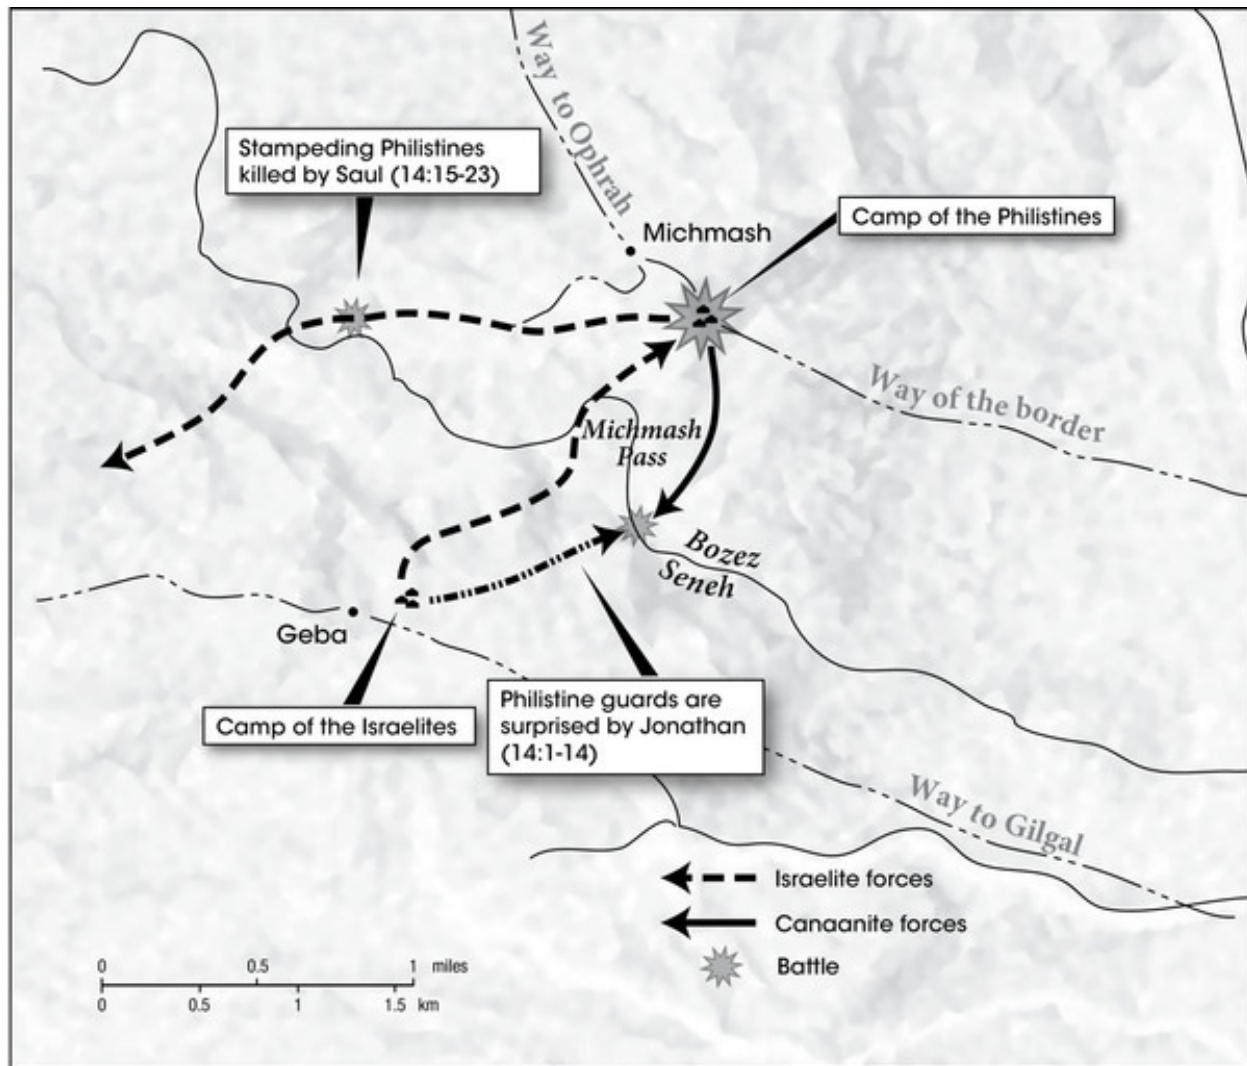 Way to Ophrah
Stampeding Philistines
killed by Saul (14:15-23)
Michmash
Camp of the Philistines
Way of the border
Michmash
Pass
Bozez
Seneh
Geba
Camp of the Israelites
Philistine guards are
surprised by Jonathan
(14:1-14)
Way to Gilgal
Israelite forces
Canaanite forces
Battle
0 0.5 1 miles
0 0.5 1 1.5 km